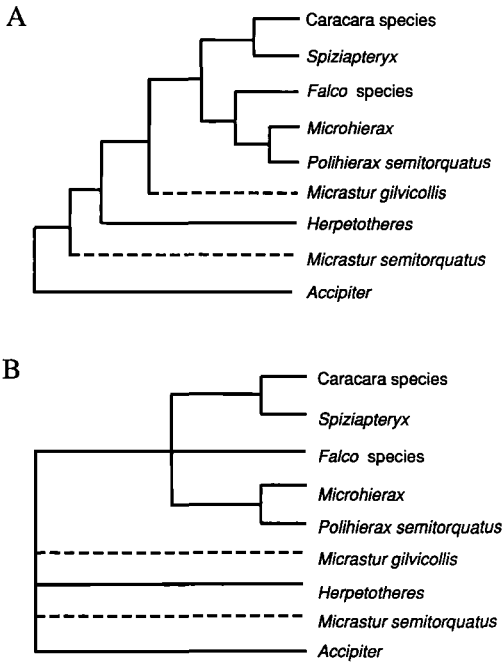 A
Caracara species
Spiziapteryx
Falco species
Microhierax
Polihierax semitorquatus
Micrastur gilvicollis
Herpetotheres
Micrastur semitorquatus
Accipiter
B
Caracara species
Spiziapteryx
Falco species
Microhierax
Polihierax semitorquatus
Micrastur gilvicollis
Herpetotheres
Micrastur semitorquatus
Accipiter